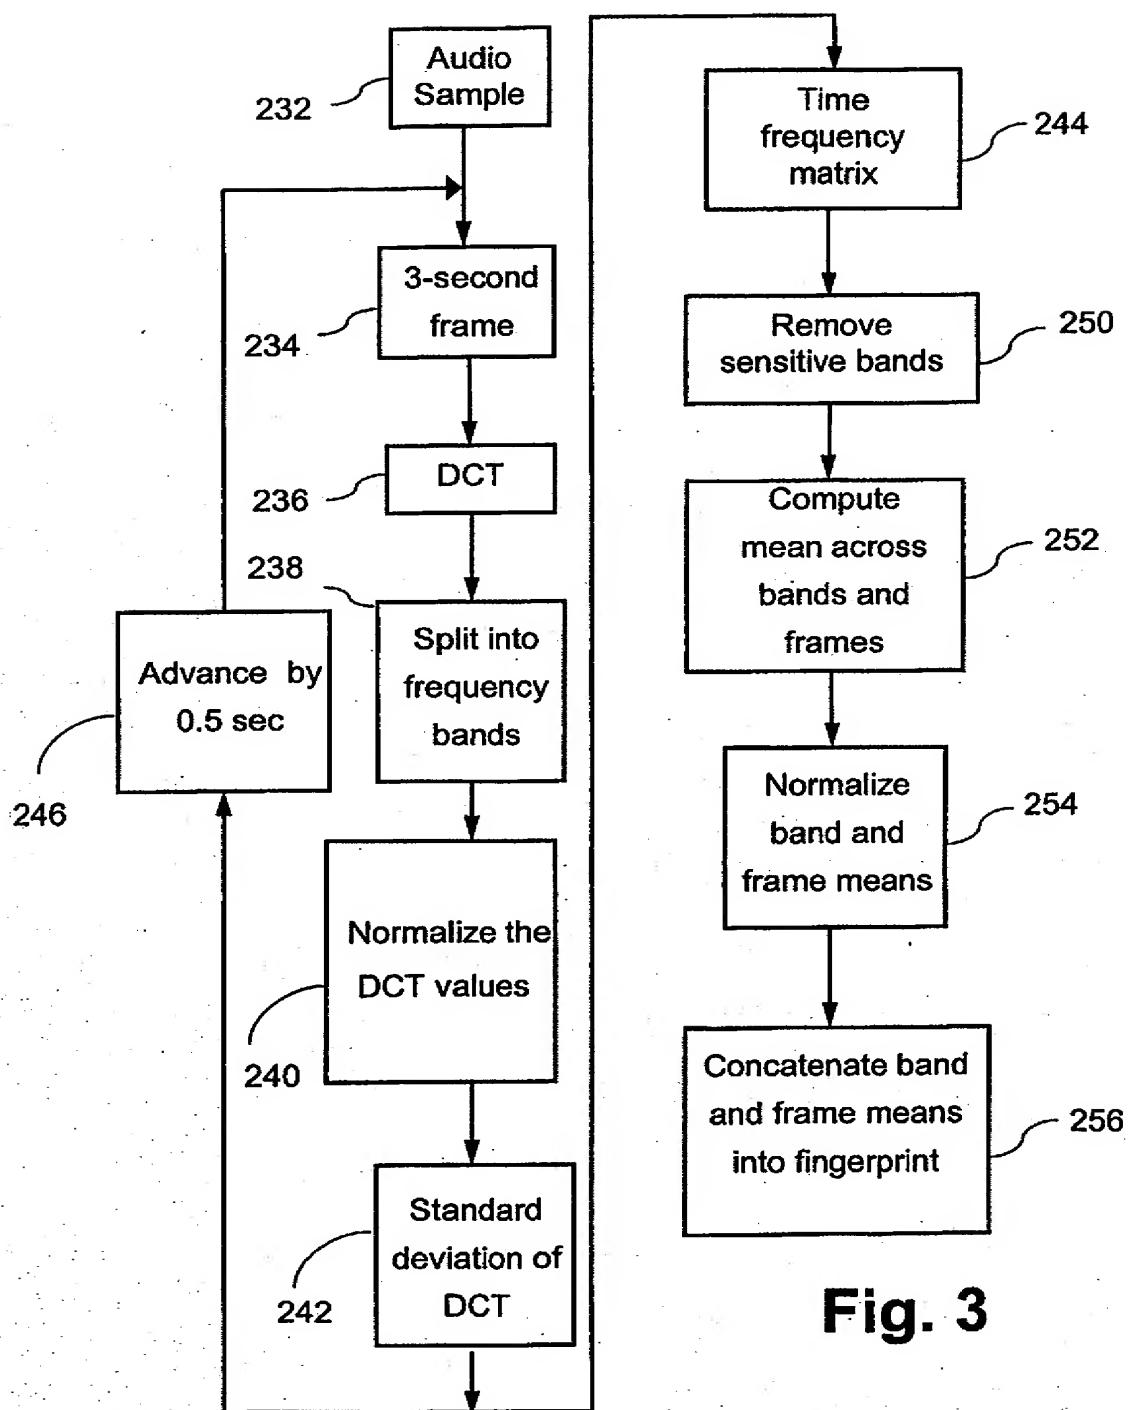 Audio
Sample
232
3-second
frame
234
DCT
236
238
Split into
frequency
bands
Advance by
0.5 sec
246
Normalize the
DCT values
240
Standard
deviation of
DCT
242
Time
frequency
matrix
244
Remove
sensitive bands
250
Compute
mean across
bands and
frames
252
Normalize
band and
frame means
254
Concatenate band
and frame means
into fingerprint
256
Fig. 3